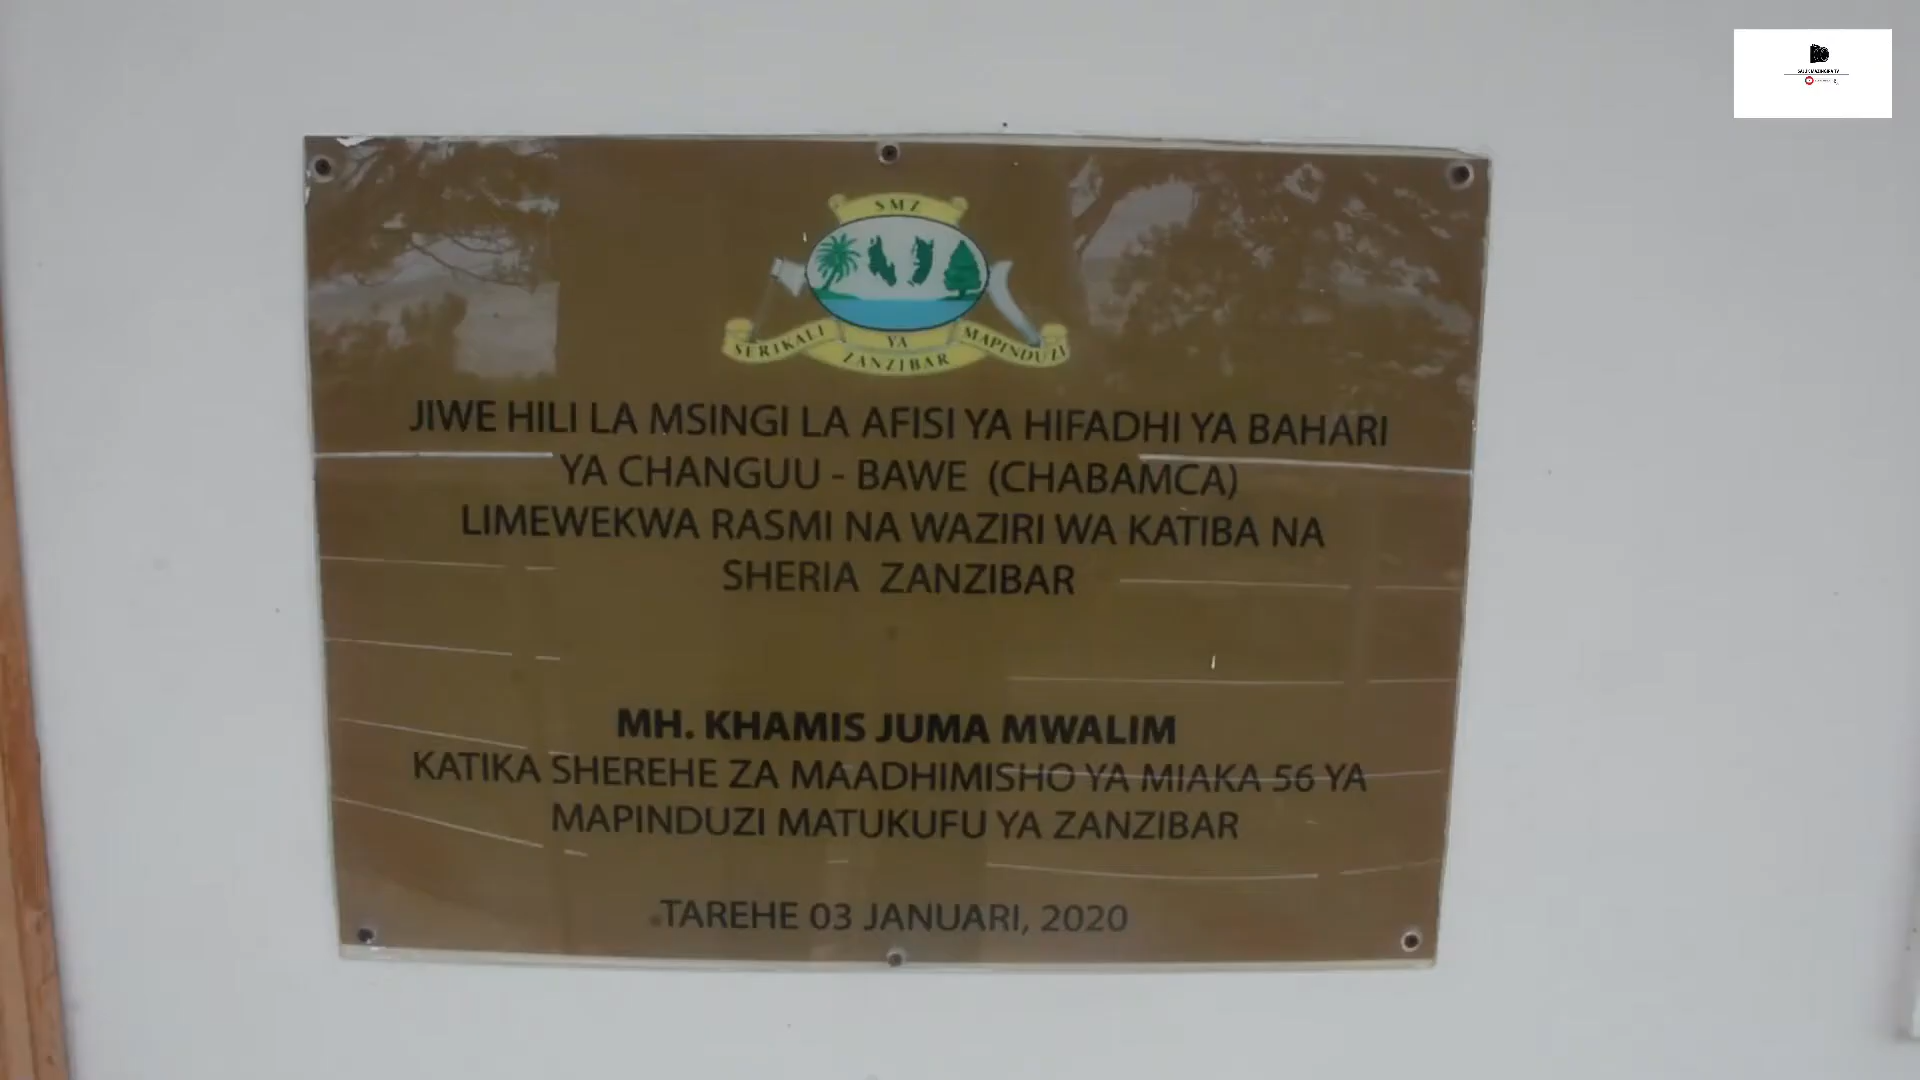 SMZ
SERIKALI YA MAPINDUZI
ZANZIBAR
JIWE HILI LA MSINGI LA AFISI YA HIFADHI YA BAHARI
YA CHANGUU - BAWE (CHABAMCA)
LIMEWEKWA RASMI NA WAZIRI WA KATIBA NA
SHERIA ZANZIBAR
MH. KHAMIS JUMA MWALIM
KATIKA SHEREHE ZA MAADHIMISHO YA MIAKA 56 YA
MAPINDUZI MATUKUFU YA ZANZIBAR
TAREHE 03 JANUARI, 2020